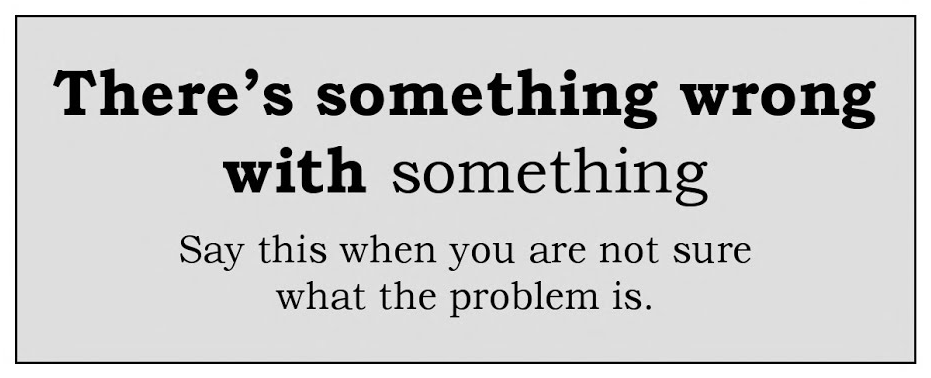 There’s something wrong
with something
Say this when you are not sure
what the problem is.